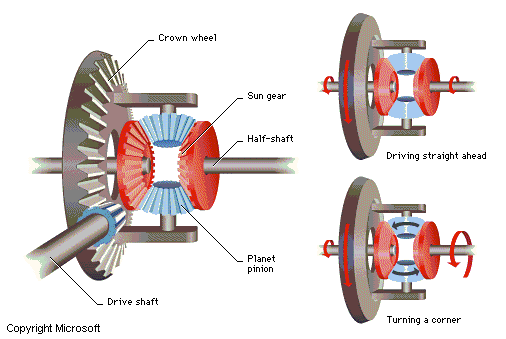 Crown wheel
Sun gear
Half-shaft
Planet
pinion
Drive shaft
Copyright Microsoft
Driving straight ahead
Turning a corner